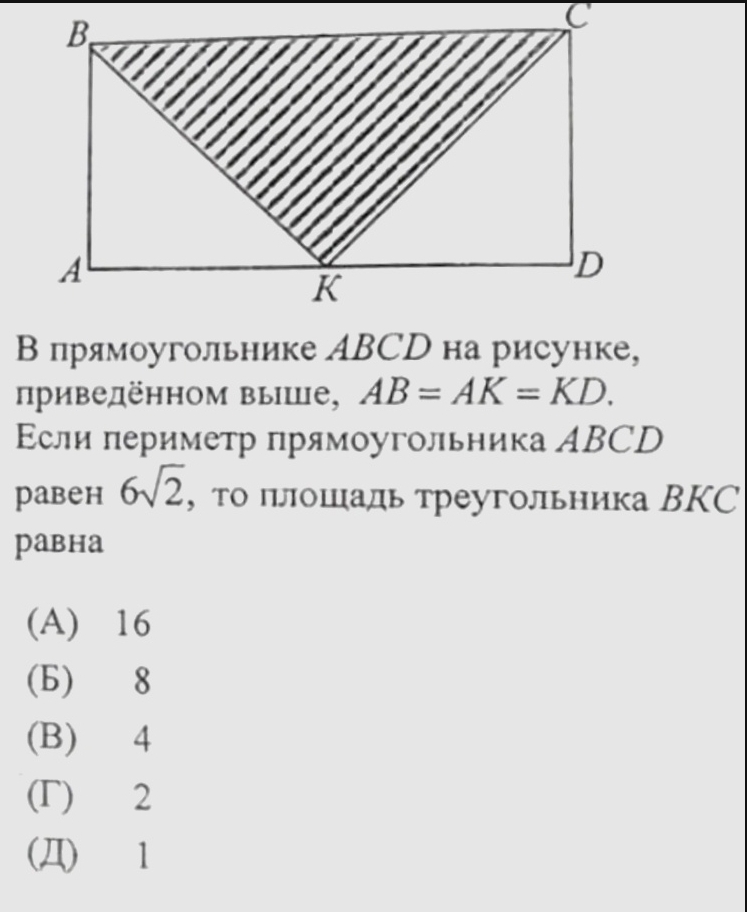 B C
A K D
В прямоугольнике ABCD на рисунке,
приведённом выше, AB = AK = KD.
Если периметр прямоугольника ABCD
равен 6√2, то площадь треугольника BKC
равна
(А) 16
(Б) 8
(В) 4
(Г) 2
(Д) 1